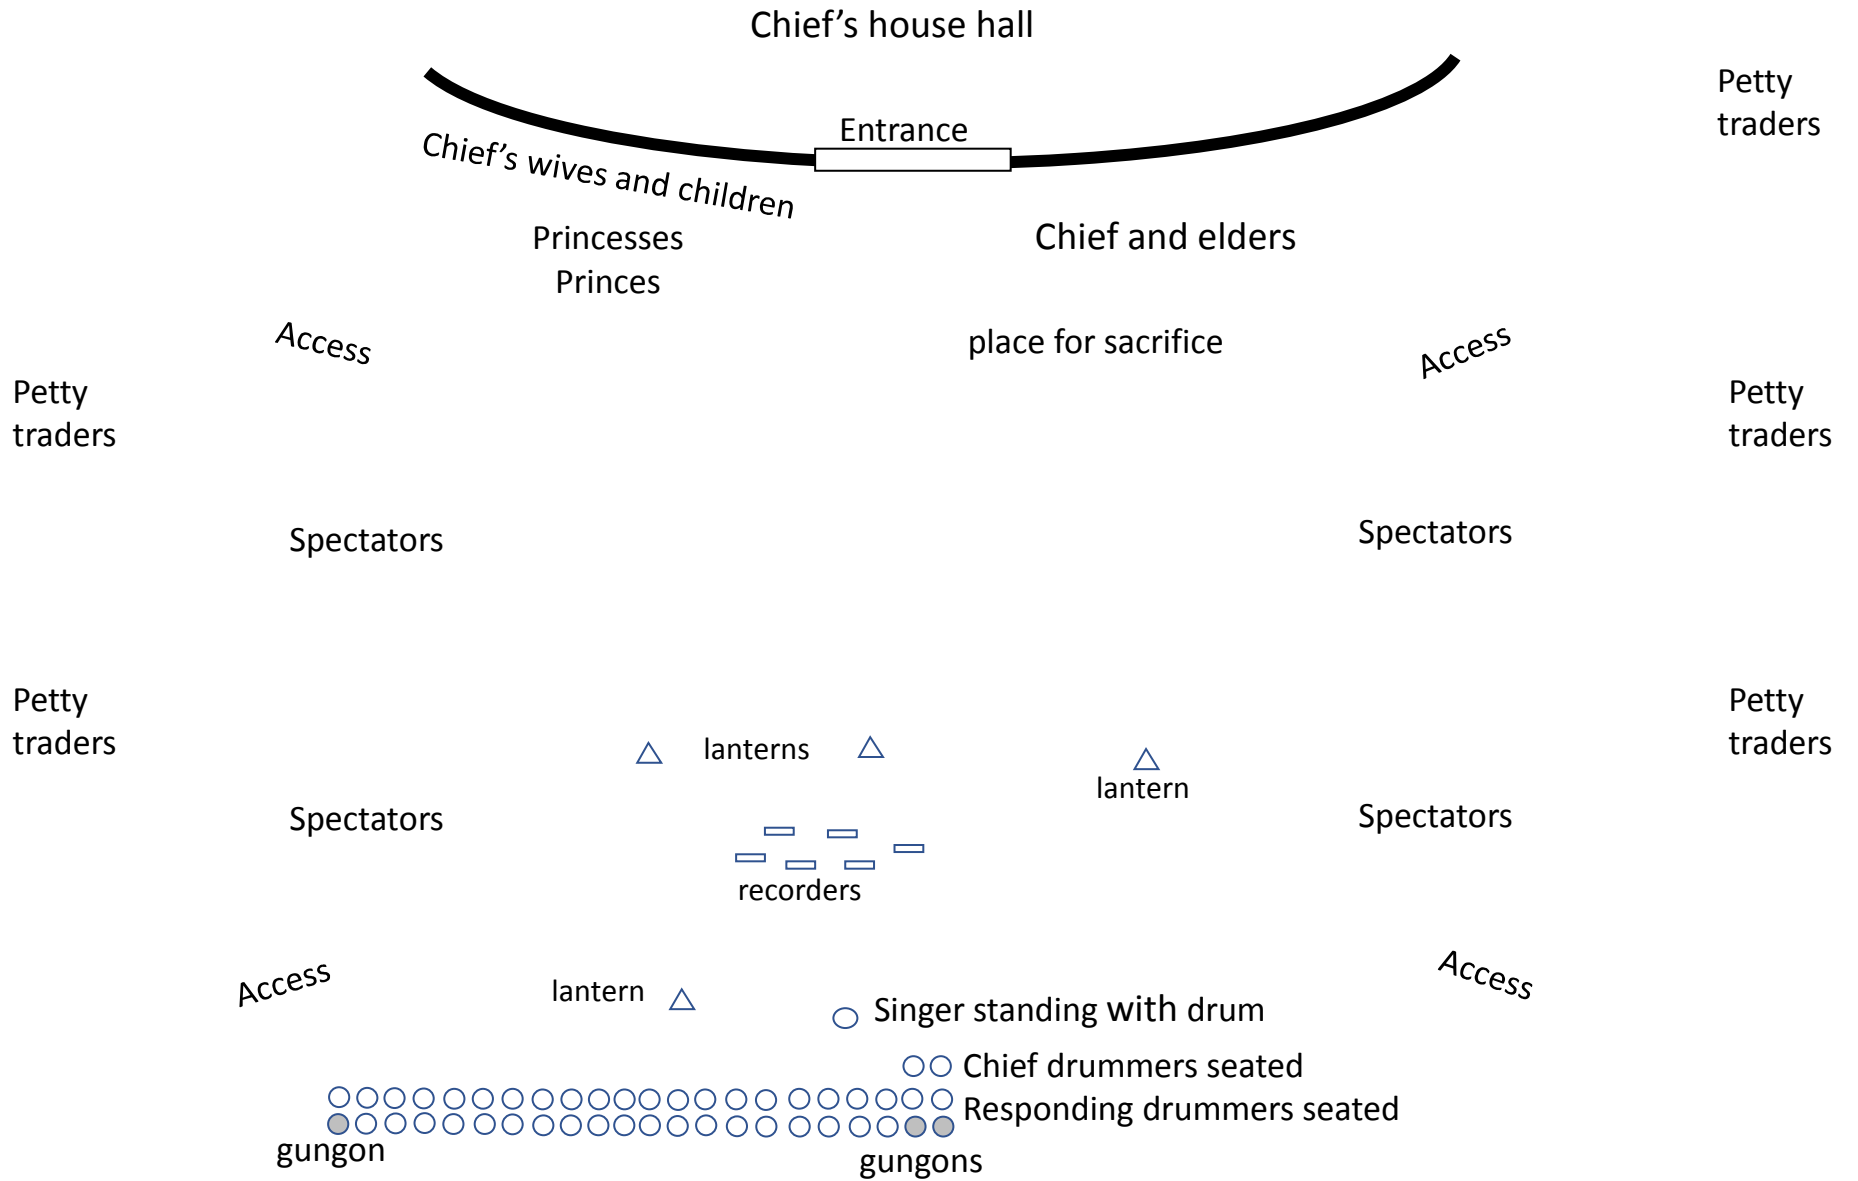 Chief’s house hall
Petty
traders
Entrance
Chief’s wives and children
Princesses
Princes
Chief and elders
Access
place for sacrifice
Access
Petty
traders
Petty
traders
Spectators
Spectators
Petty
traders
Petty
traders
lanterns
lantern
Spectators
Spectators
recorders
Access
Access
lantern
Singer standing with drum
Chief drummers seated
Responding drummers seated
gungon
gungons